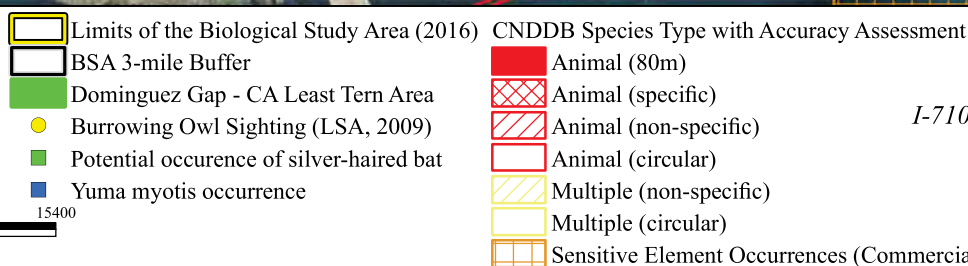 Limits of the Biological Study Area (2016)
BSA 3-mile Buffer
Dominguez Gap - CA Least Tern Area
Burrowing Owl Sighting (LSA, 2009)
Potential occurence of silver-haired bat
Yuma myotis occurrence
15400
CNDDB Species Type with Accuracy Assessment
Animal (80m)
Animal (specific)
Animal (non-specific)
Animal (circular)
Multiple (non-specific)
Multiple (circular)
Sensitive Element Occurrences (Commercia
I-710